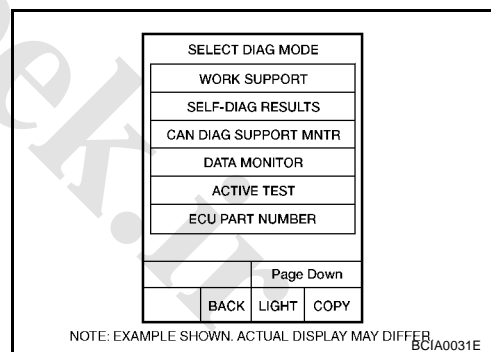 SELECT DIAG MODE
WORK SUPPORT
SELF-DIAG RESULTS
CAN DIAG SUPPORT MNTR
DATA MONITOR
ACTIVE TEST
ECU PART NUMBER
Page Down
BACK LIGHT COPY
NOTE: EXAMPLE SHOWN. ACTUAL DISPLAY MAY DIFFER.
BCIA0031E